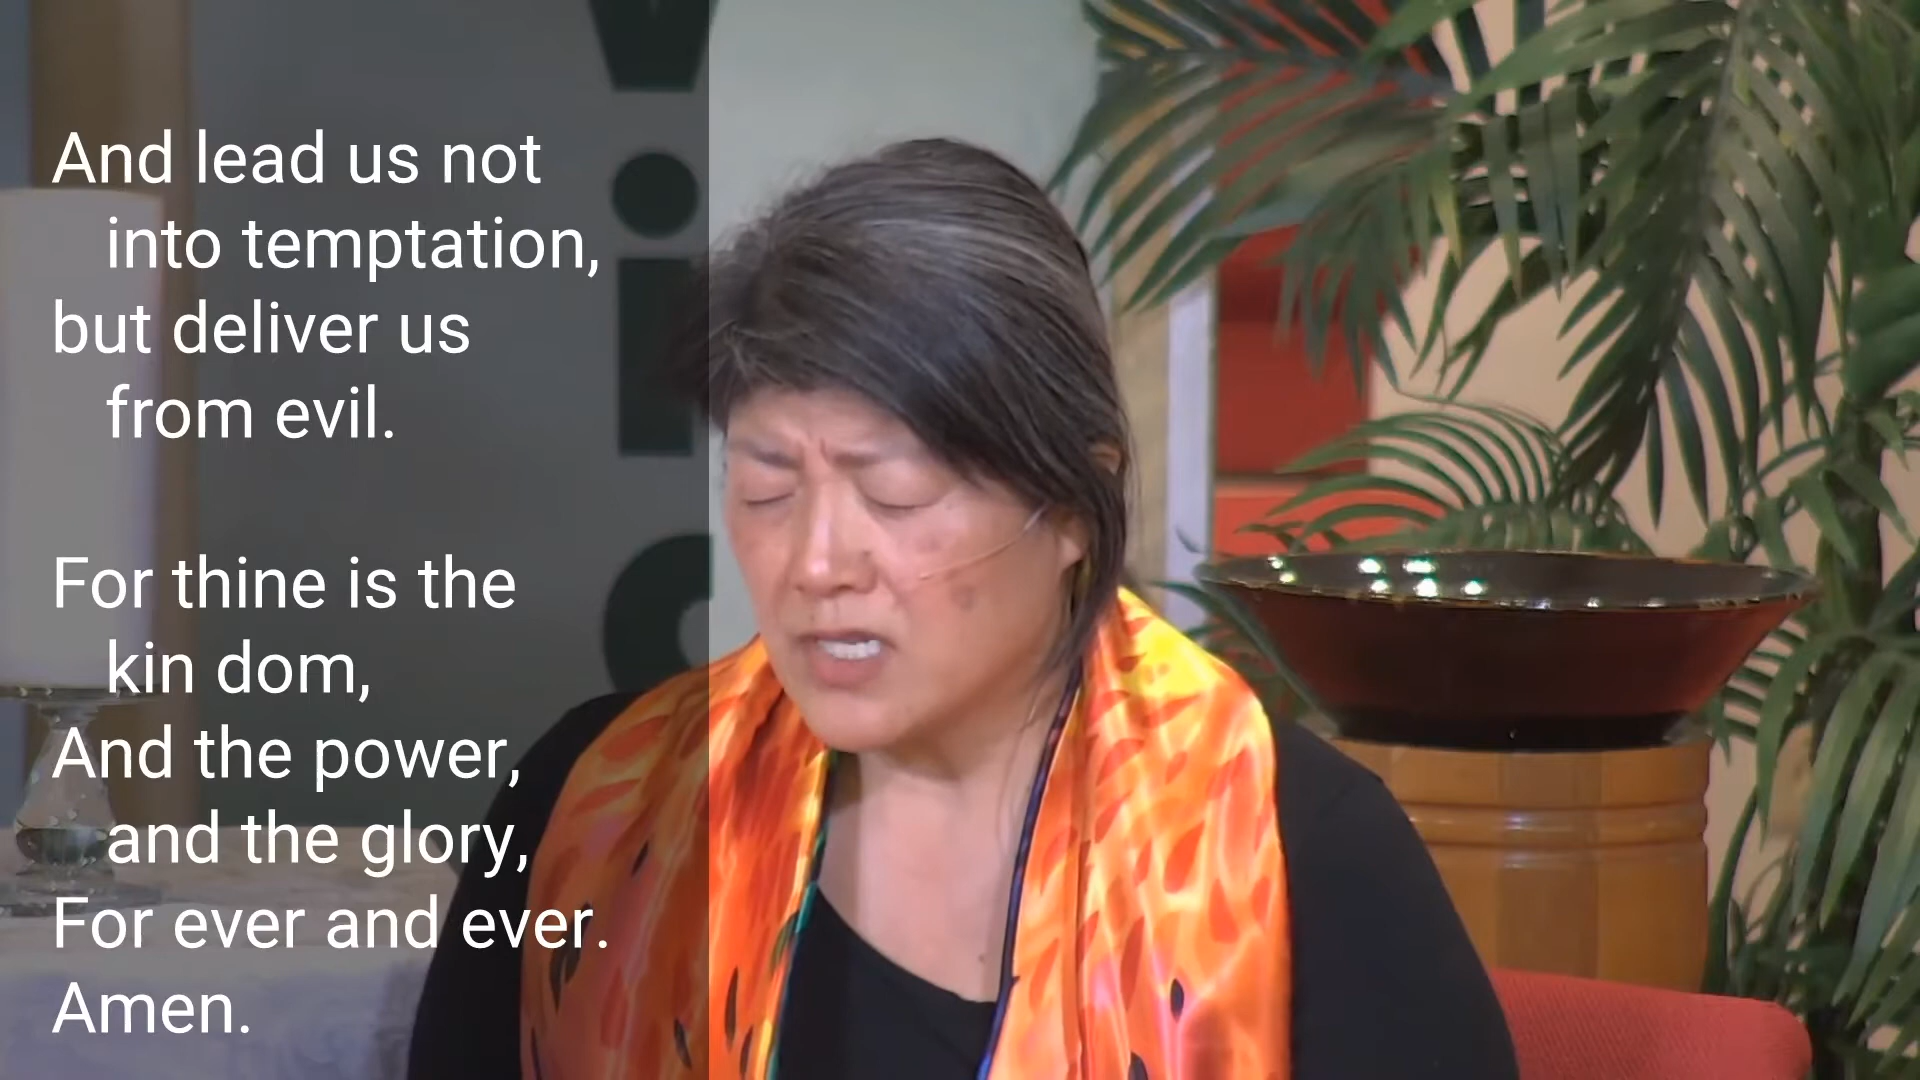 And lead us not
into temptation,
but deliver us
from evil.
For thine is the
kin dom,
And the power,
and the glory,
For ever and ever.
Amen.